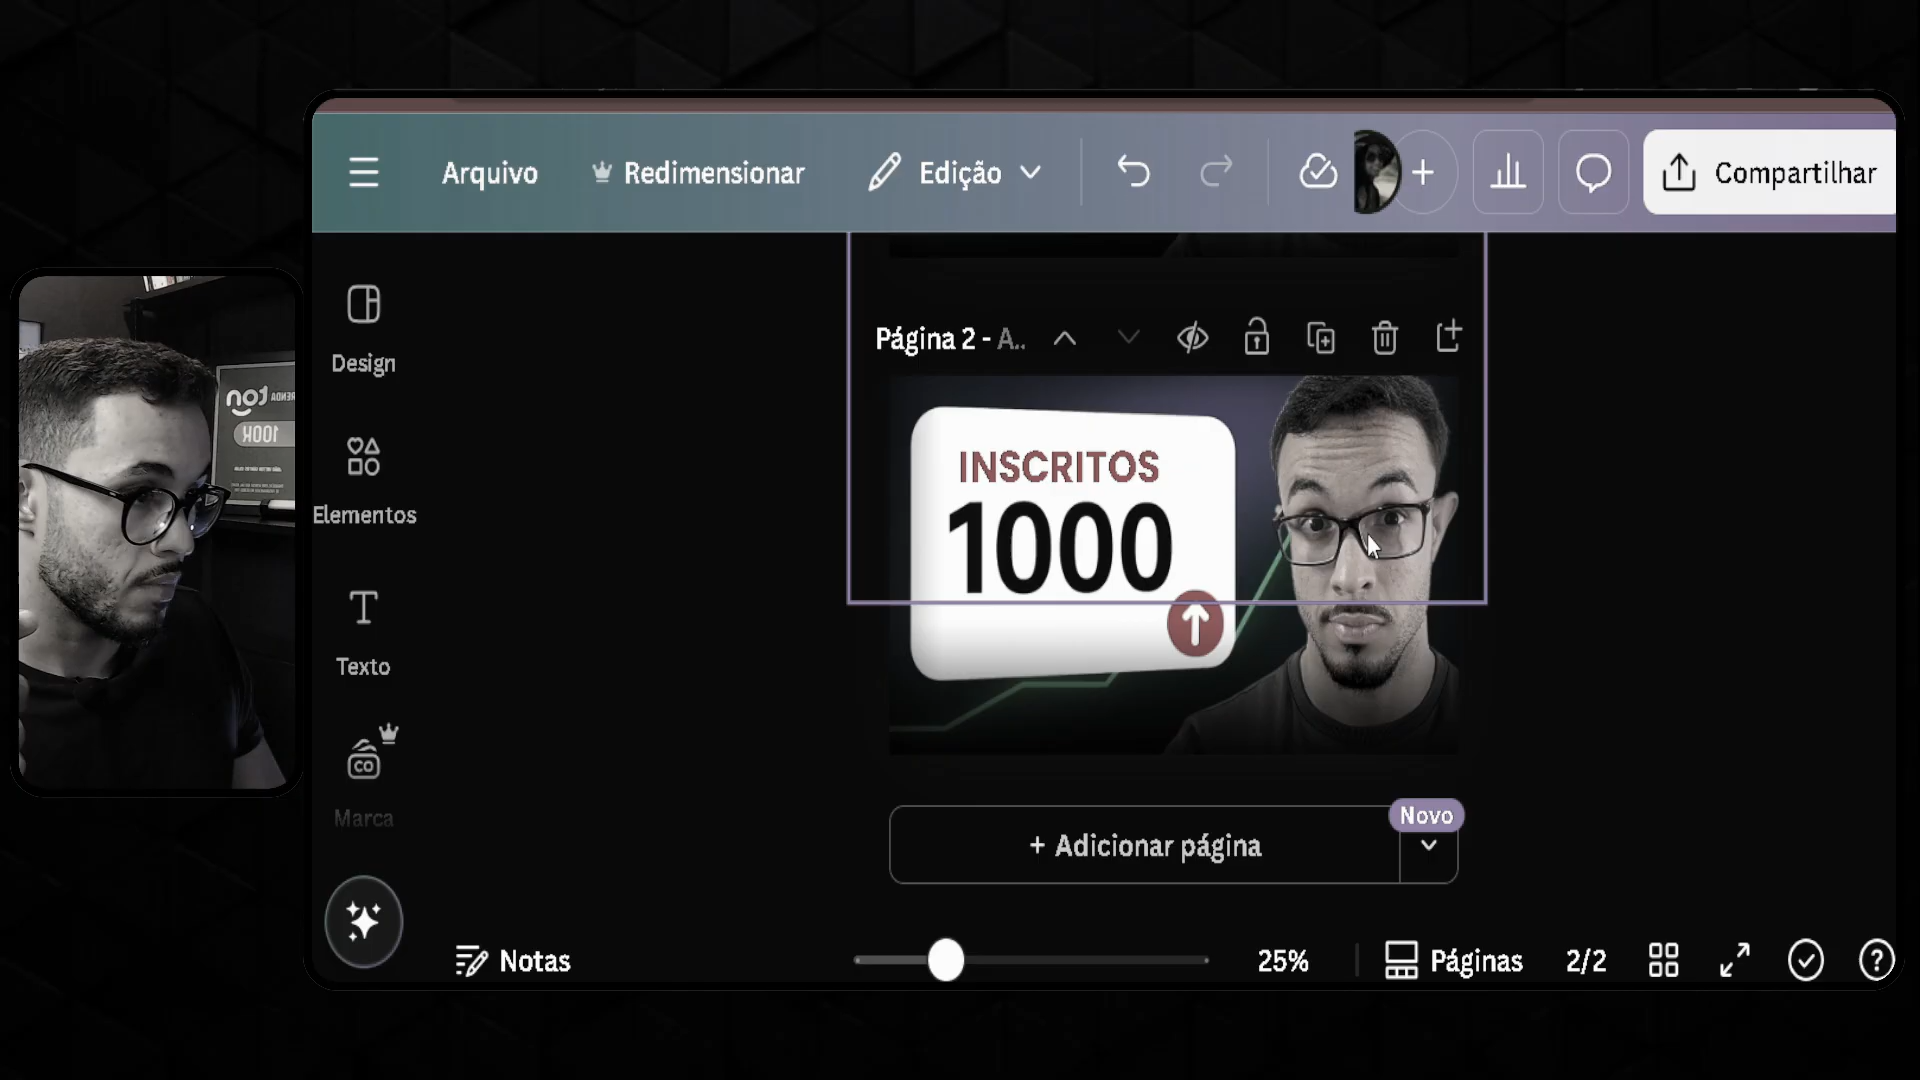 Arquivo
Redimensionar
Edição
Compartilhar
Design
Elementos
Texto
Marca
Página 2 - A..
INSCRITOS
1000
+ Adicionar página
Novo
Notas
25%
Páginas
2/2
100K